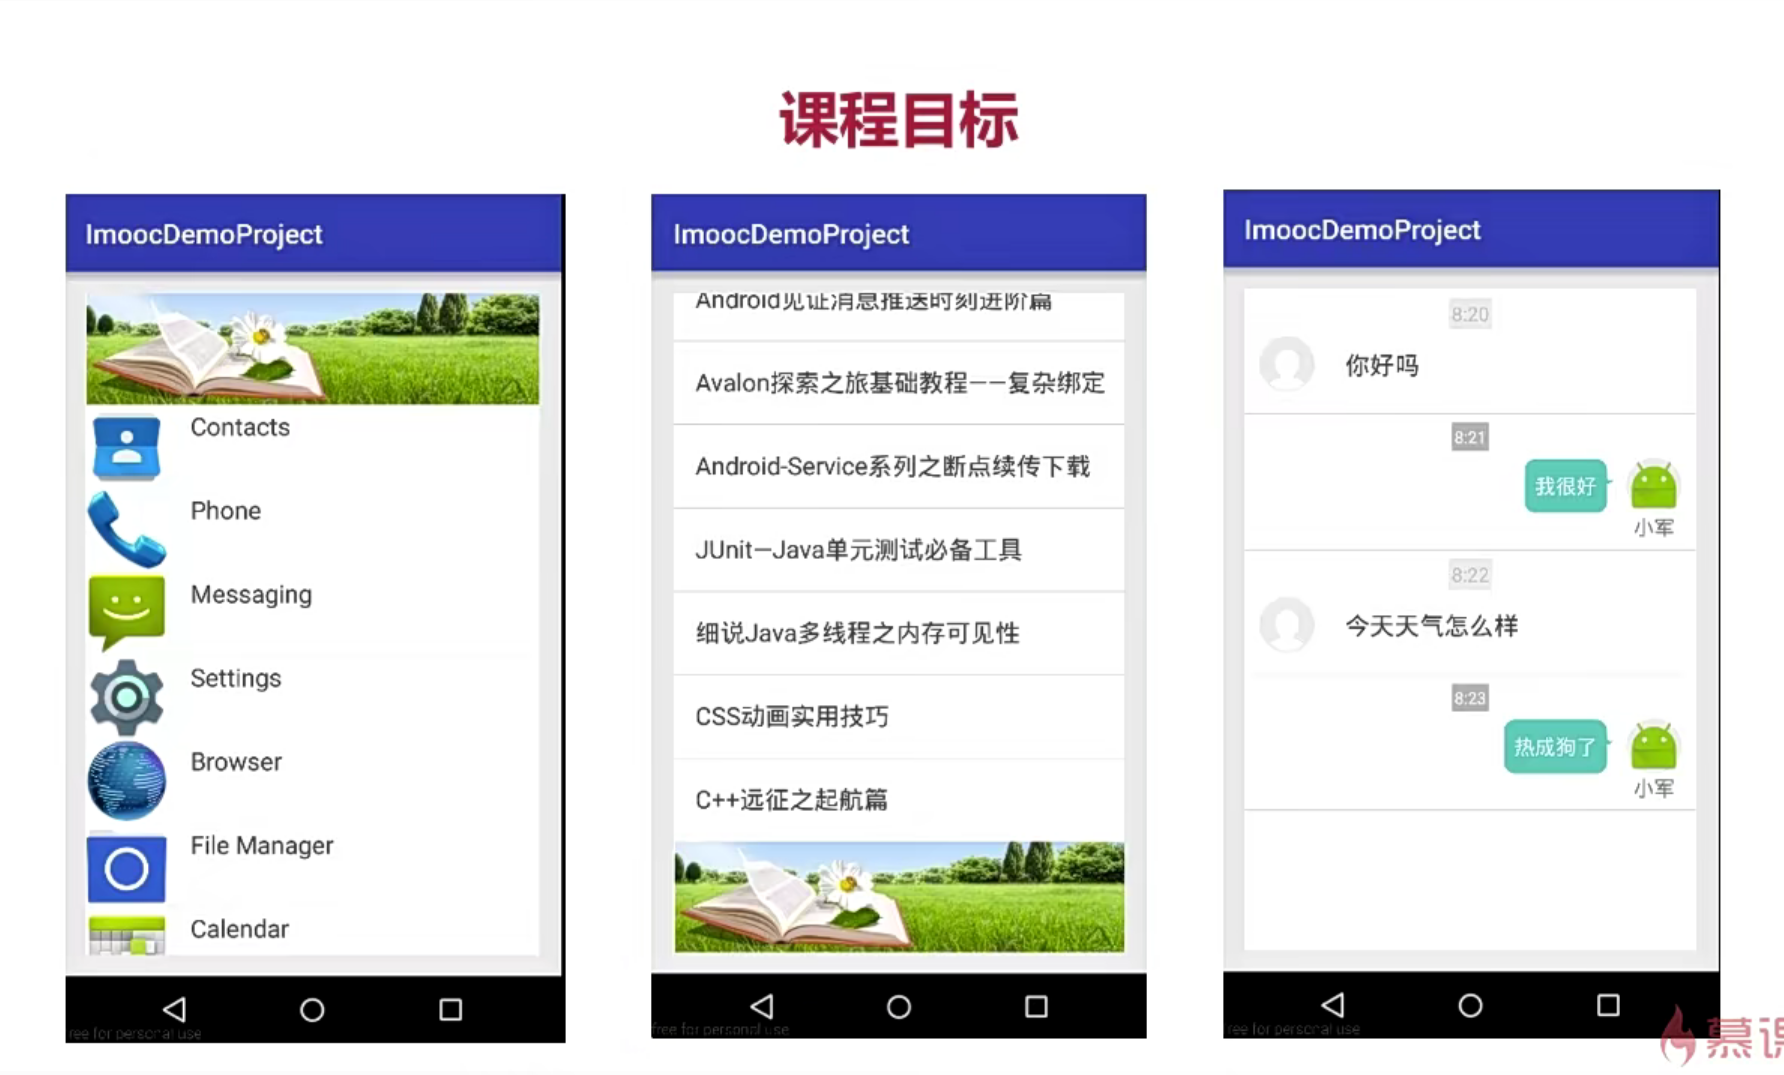 课程目标
ImoocDemoProject
Contacts
Phone
Messaging
Settings
Browser
File Manager
Calendar
ree for personal use
ImoocDemoProject
Android见证消息推送时刻进阶篇
Avalon探索之旅基础教程——复杂绑定
Android-Service系列之断点续传下载
JUnit—Java单元测试必备工具
细说Java多线程之内存可见性
CSS动画实用技巧
C++远征之起航篇
free for personal use
ImoocDemoProject
8:20
你好吗
8:21
我很好
小军
8:22
今天天气怎么样
8:23
热成狗了
小军
ree for personal use
慕课